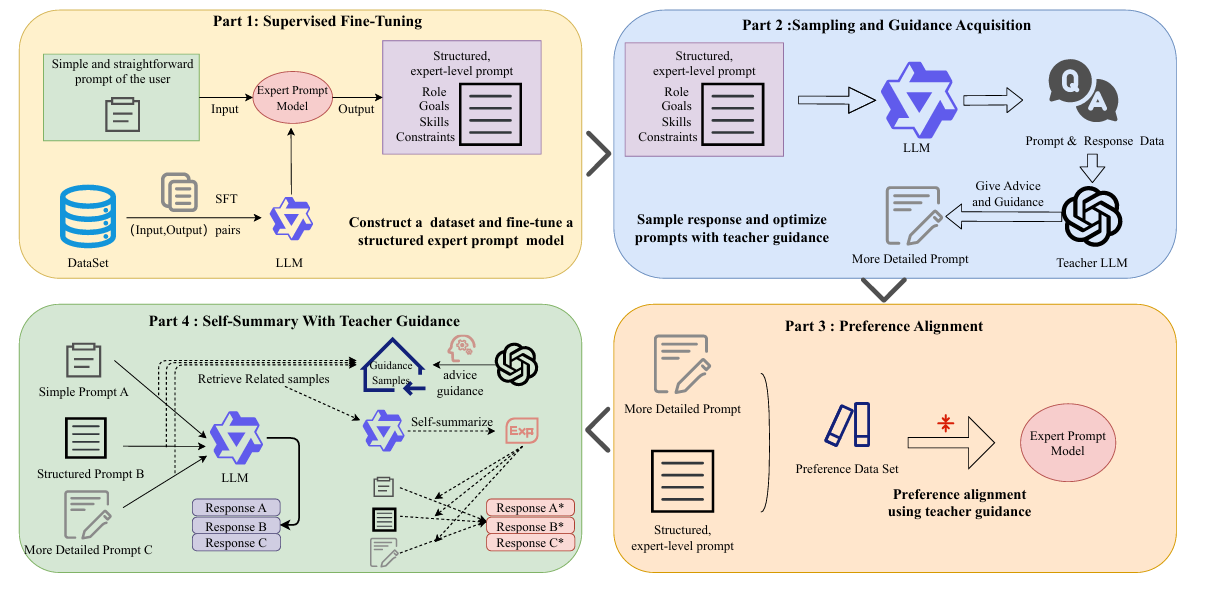 Part 1: Supervised Fine-Tuning
Simple and straightforward
prompt of the user
Input
Expert Prompt
Model
Output
Structured,
expert-level prompt
Role
Goals
Skills
Constraints
DataSet
SFT
(Input,Output) pairs
LLM
Construct a dataset and fine-tune a
structured expert prompt model
Part 2 :Sampling and Guidance Acquisition
Structured,
expert-level prompt
Role
Goals
Skills
Constraints
LLM
Q
A
Prompt & Response Data
Give Advice
and Guidance
Teacher LLM
More Detailed Prompt
Sample response and optimize
prompts with teacher guidance
Part 3 : Preference Alignment
More Detailed Prompt
Structured,
expert-level prompt
Preference Data Set
Expert Prompt
Model
Preference alignment
using teacher guidance
Part 4 : Self-Summary With Teacher Guidance
Simple Prompt A
Structured Prompt B
More Detailed Prompt C
LLM
Response A
Response B
Response C
Retrieve Related samples
Guidance
Samples
advice
guidance
Self-summarize
Exp
Response A*
Response B*
Response C*